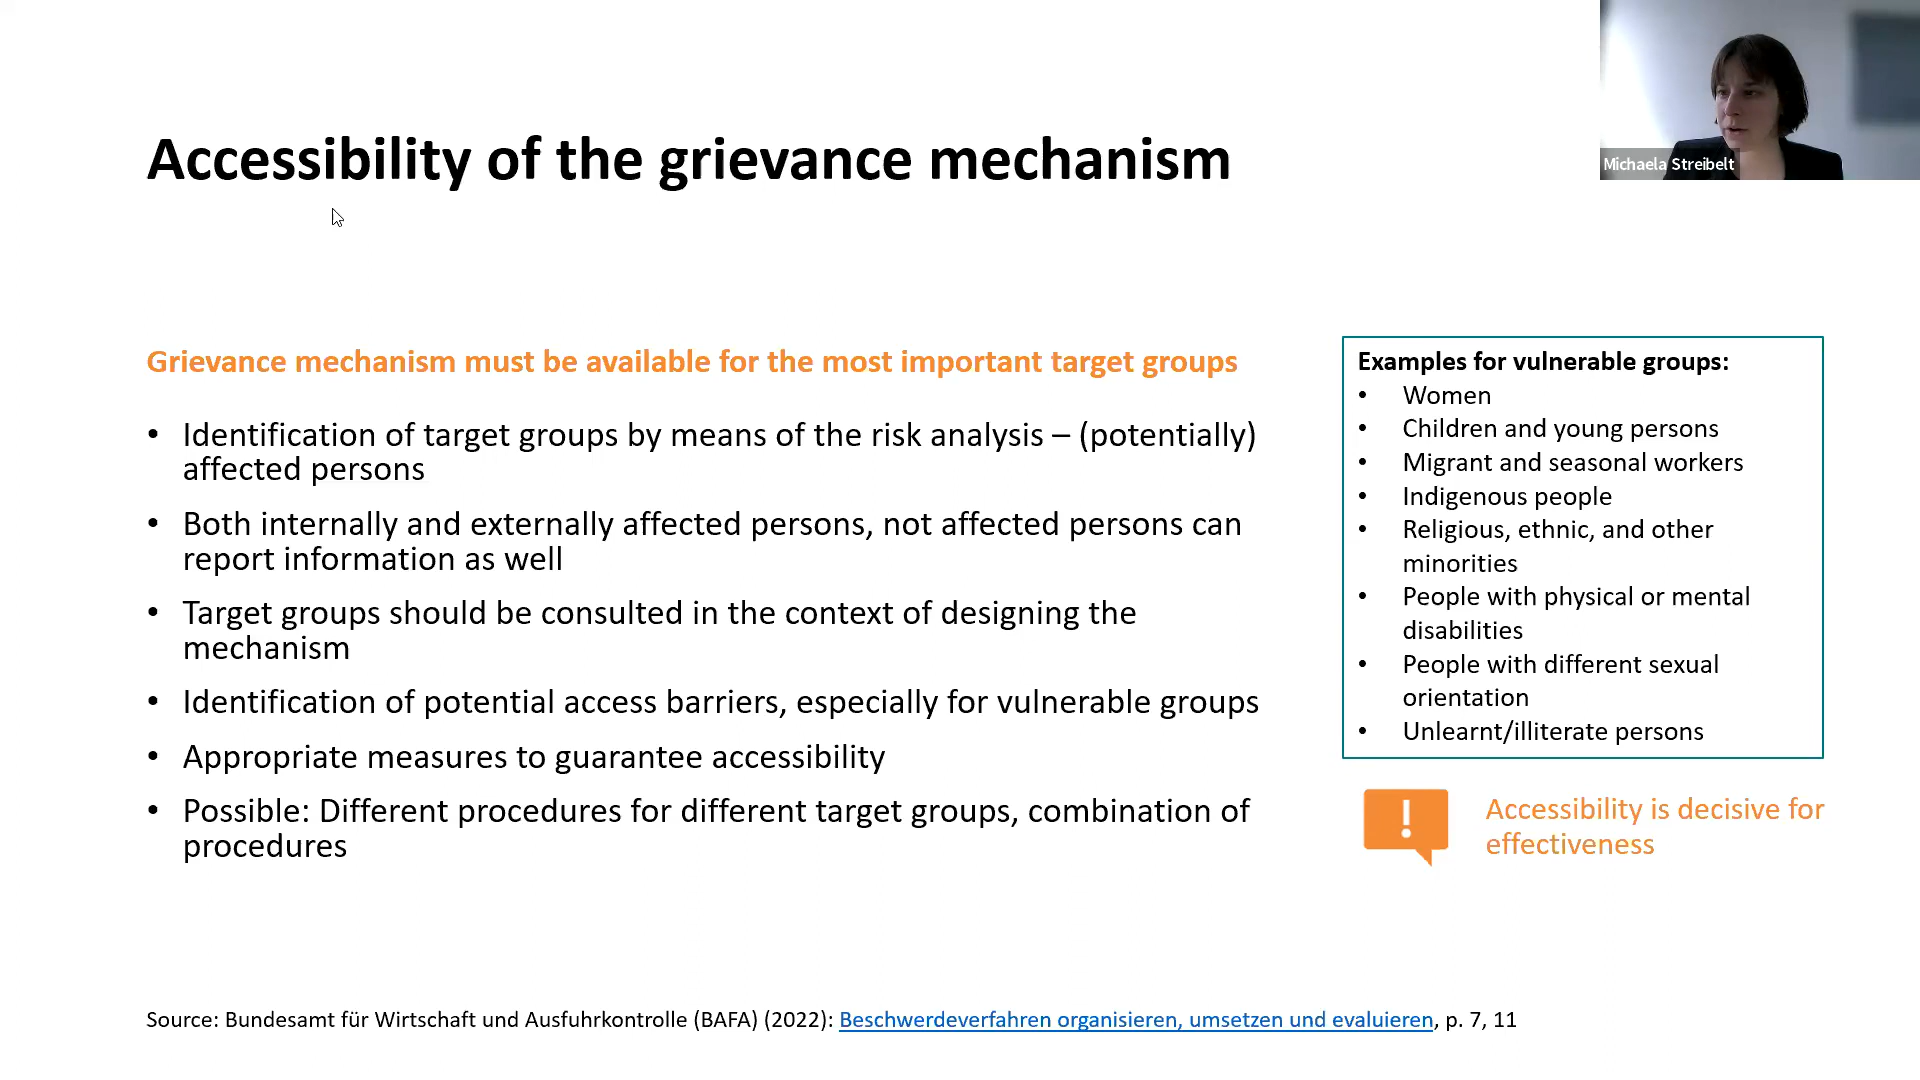 Accessibility of the grievance mechanism
Michaela Streibelt
Grievance mechanism must be available for the most important target groups
• Identification of target groups by means of the risk analysis – (potentially)
affected persons
• Both internally and externally affected persons, not affected persons can
report information as well
• Target groups should be consulted in the context of designing the
mechanism
• Identification of potential access barriers, especially for vulnerable groups
• Appropriate measures to guarantee accessibility
• Possible: Different procedures for different target groups, combination of
procedures
Examples for vulnerable groups:
• Women
• Children and young persons
• Migrant and seasonal workers
• Indigenous people
• Religious, ethnic, and other
minorities
• People with physical or mental
disabilities
• People with different sexual
orientation
• Unlearnt/illiterate persons
!
Accessibility is decisive for
effectiveness
Source: Bundesamt für Wirtschaft und Ausfuhrkontrolle (BAFA) (2022): Beschwerdeverfahren organisieren, umsetzen und evaluieren, p. 7, 11